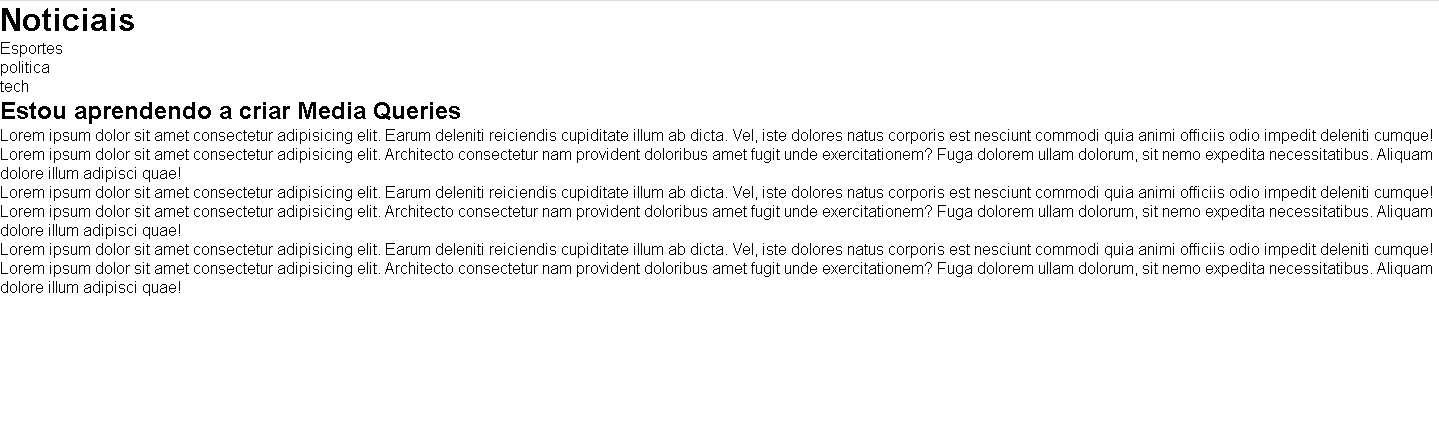 Noticiais
Esportes
politica
tech
Estou aprendendo a criar Media Queries
Lorem ipsum dolor sit amet consectetur adipisicing elit. Earum deleniti reiciendis cupiditate illum ab dicta. Vel, iste dolores natus corporis est nesciunt commodi quia animi officiis odio impedit deleniti cumque!
Lorem ipsum dolor sit amet consectetur adipisicing elit. Architecto consectetur nam provident doloribus amet fugit unde exercitationem? Fuga dolorem ullam dolorum, sit nemo expedita necessitatibus. Aliquam
dolore illum adipisci quae!
Lorem ipsum dolor sit amet consectetur adipisicing elit. Earum deleniti reiciendis cupiditate illum ab dicta. Vel, iste dolores natus corporis est nesciunt commodi quia animi officiis odio impedit deleniti cumque!
Lorem ipsum dolor sit amet consectetur adipisicing elit. Architecto consectetur nam provident doloribus amet fugit unde exercitationem? Fuga dolorem ullam dolorum, sit nemo expedita necessitatibus. Aliquam
dolore illum adipisci quae!
Lorem ipsum dolor sit amet consectetur adipisicing elit. Earum deleniti reiciendis cupiditate illum ab dicta. Vel, iste dolores natus corporis est nesciunt commodi quia animi officiis odio impedit deleniti cumque!
Lorem ipsum dolor sit amet consectetur adipisicing elit. Architecto consectetur nam provident doloribus amet fugit unde exercitationem? Fuga dolorem ullam dolorum, sit nemo expedita necessitatibus. Aliquam
dolore illum adipisci quae!